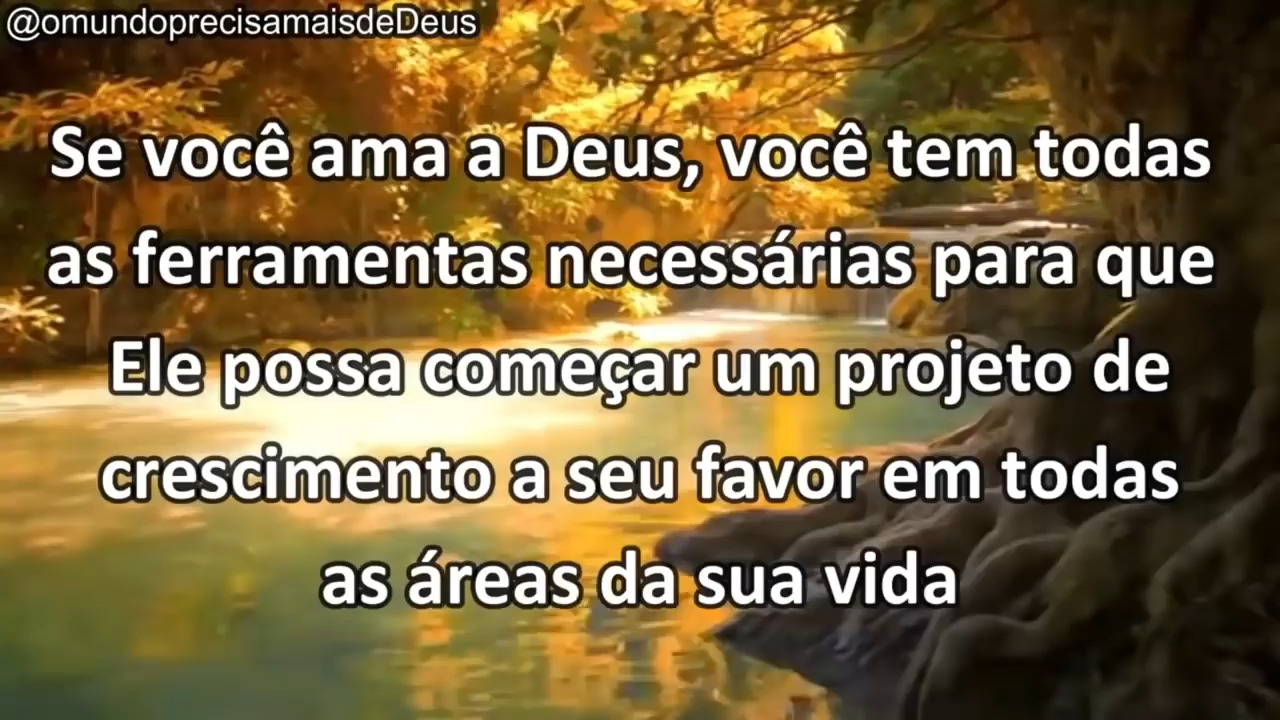 @omundoprecisamaisdeDeus
Se você ama a Deus, você tem todas
as ferramentas necessárias para que
Ele possa começar um projeto de
crescimento a seu favor em todas
as áreas da sua vida